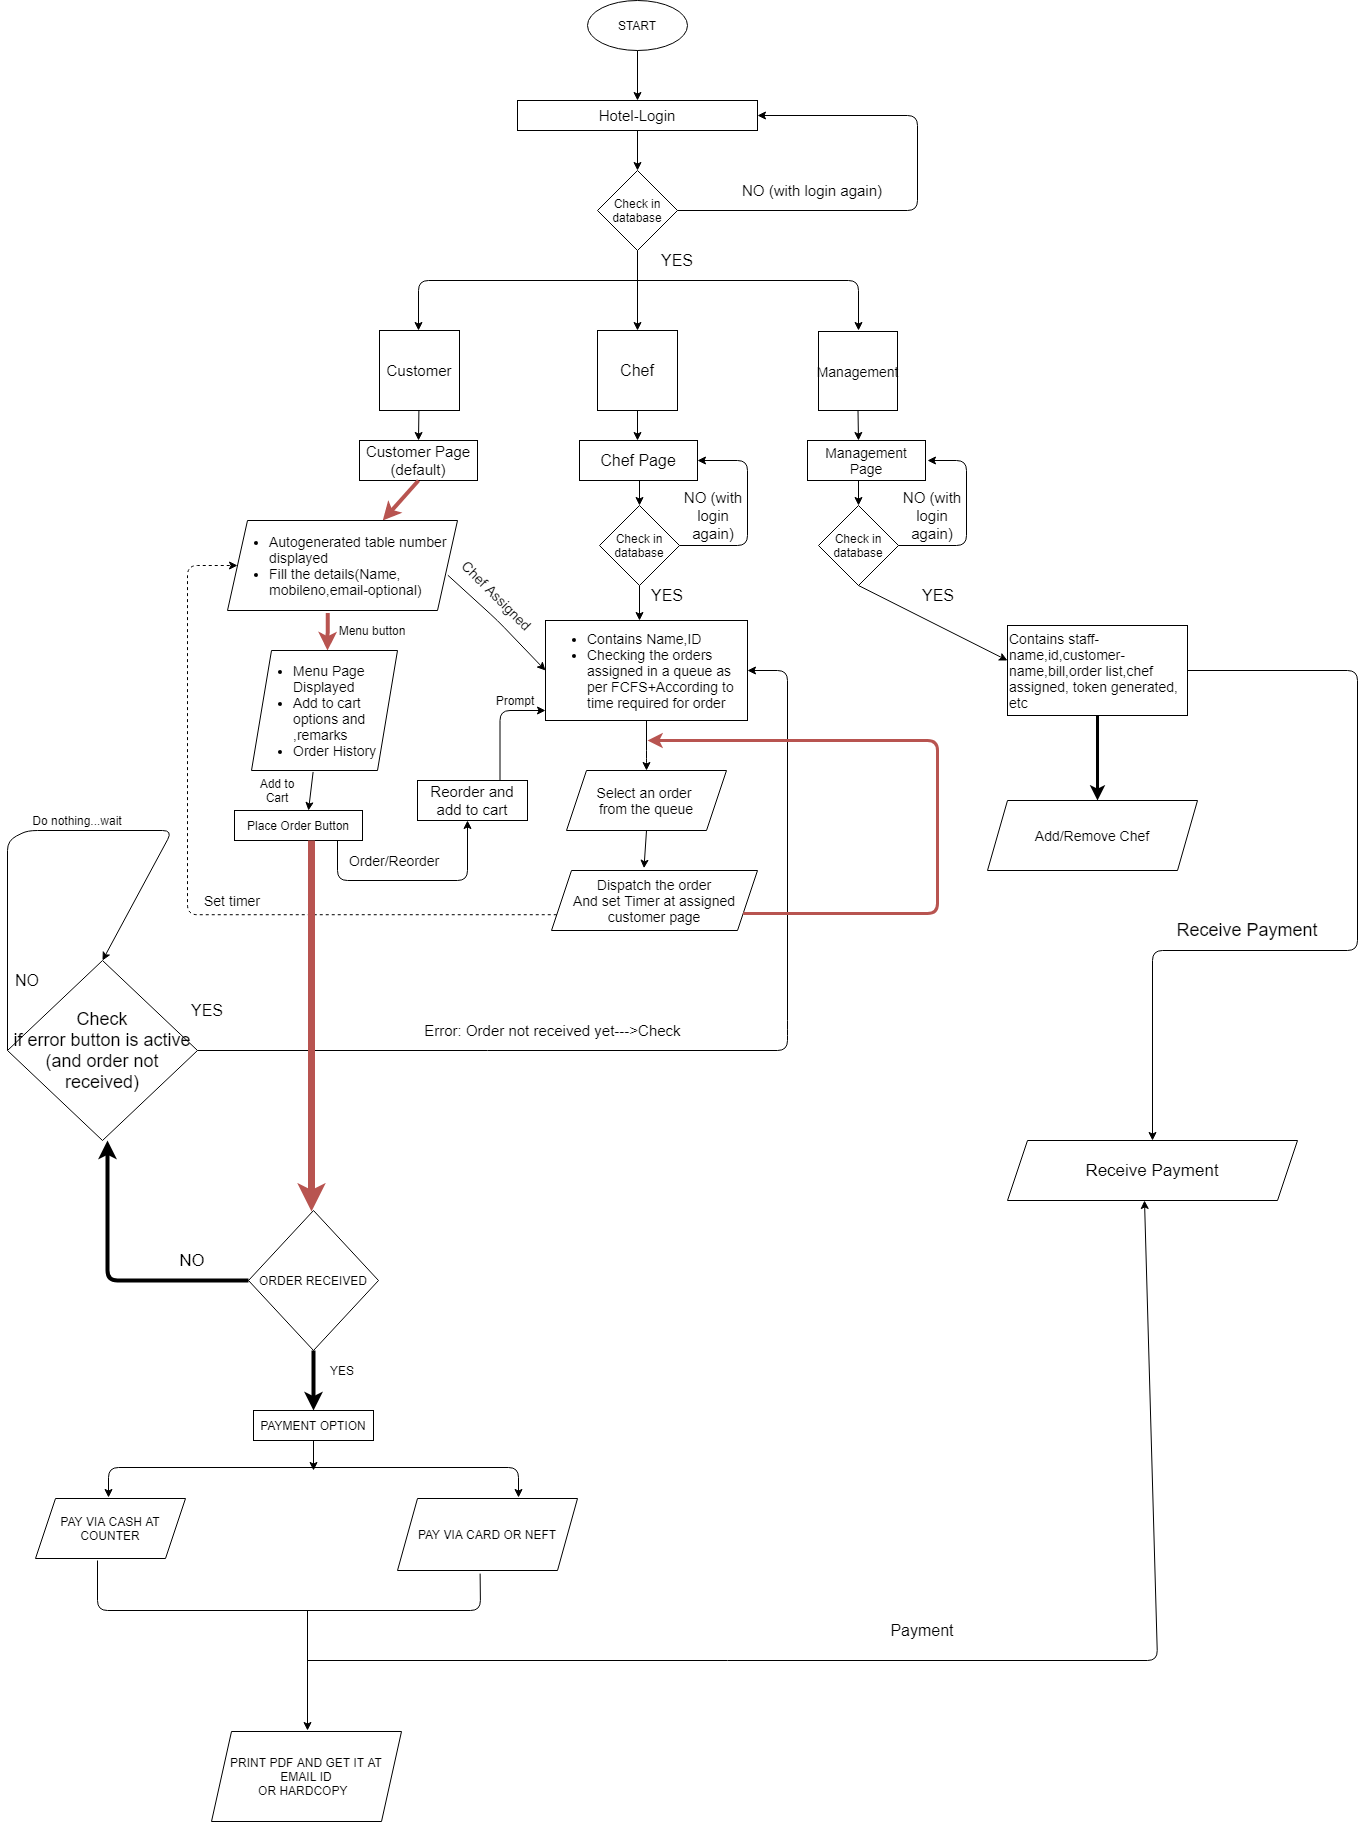 START
Hotel-Login
Check in
database
NO (with login again)
YES
Customer
Chef
Management
Customer Page
(default)
Chef Page
Management
Page
NO (with
login
again)
NO (with
login
again)
Check in
database
Check in
database
Autogenerated table number
displayed
Fill the details(Name,
mobileno,email-optional)
Chef Assigned
YES
YES
Menu button
Contains Name,ID
Checking the orders
assigned in a queue as
per FCFS+According to
time required for order
Contains staff-
name,id,customer-
name,bill,order list,chef
assigned, token generated,
etc
Menu Page
Displayed
Add to cart
options and
,remarks
Order History
Prompt
Add to
Cart
Reorder and
add to cart
Select an order
from the queue
Do nothing...wait
Place Order Button
Add/Remove Chef
Order/Reorder
Set timer
Dispatch the order
And set Timer at assigned
customer page
Receive Payment
NO
YES
Check
if error button is active
(and order not
received)
Error: Order not received yet--->Check
Receive Payment
NO
ORDER RECEIVED
YES
PAYMENT OPTION
PAY VIA CASH AT
COUNTER
PAY VIA CARD OR NEFT
Payment
PRINT PDF AND GET IT AT
EMAIL ID
OR HARDCOPY